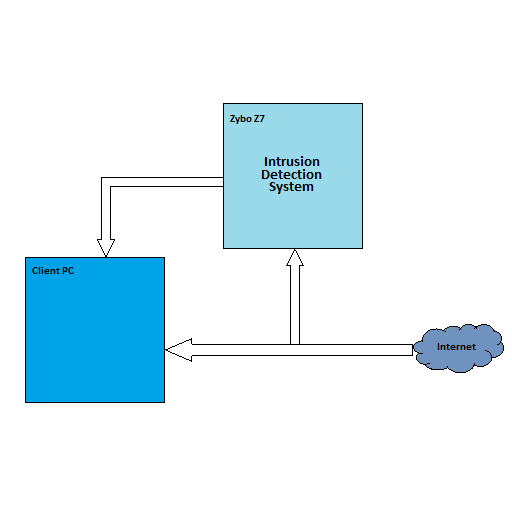 Zybo Z7
Intrusion
Detection
System
Client PC
Internet